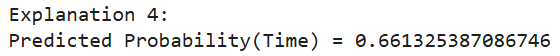 Explanation 4:
Predicted Probability(Time) = 0.661325387086746